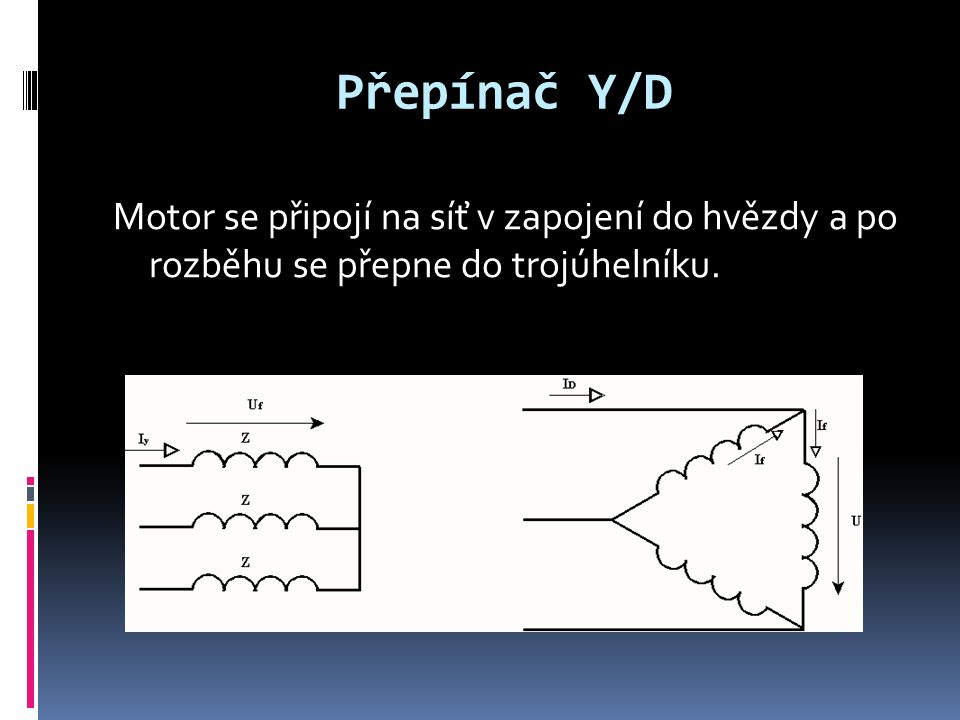 Přepínač Y/D
Motor se připojí na síť v zapojení do hvězdy a po
rozběhu se přepne do trojúhelníku.
Uf
Iy
Z
Z
Z
ID
If
If
U